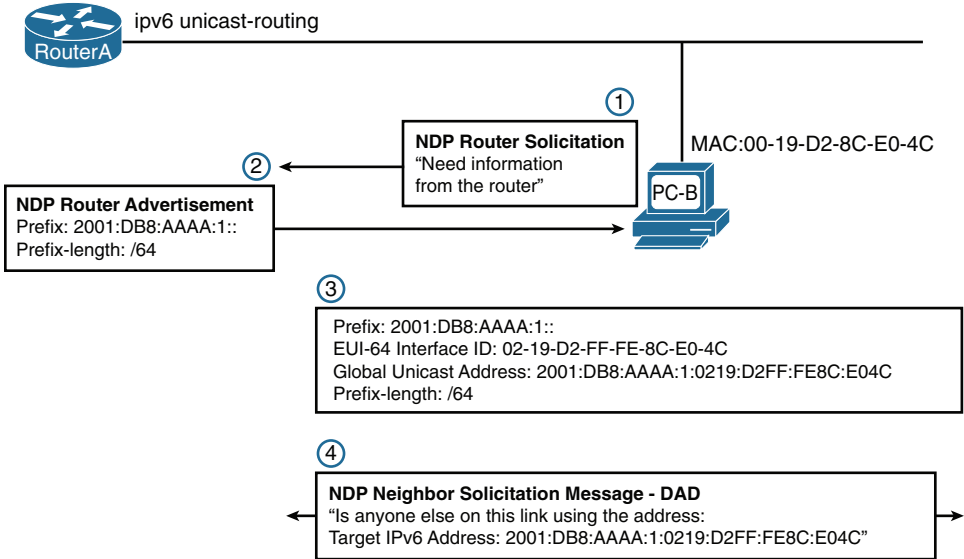 ipv6 unicast-routing
RouterA
1
NDP Router Solicitation
“Need information
from the router”
MAC:00-19-D2-8C-E0-4C
PC-B
2
NDP Router Advertisement
Prefix: 2001:DB8:AAAA:1::
Prefix-length: /64
3
Prefix: 2001:DB8:AAAA:1::
EUI-64 Interface ID: 02-19-D2-FF-FE-8C-E0-4C
Global Unicast Address: 2001:DB8:AAAA:1:0219:D2FF:FE8C:E04C
Prefix-length: /64
4
NDP Neighbor Solicitation Message - DAD
“Is anyone else on this link using the address:
Target IPv6 Address: 2001:DB8:AAAA:1:0219:D2FF:FE8C:E04C”